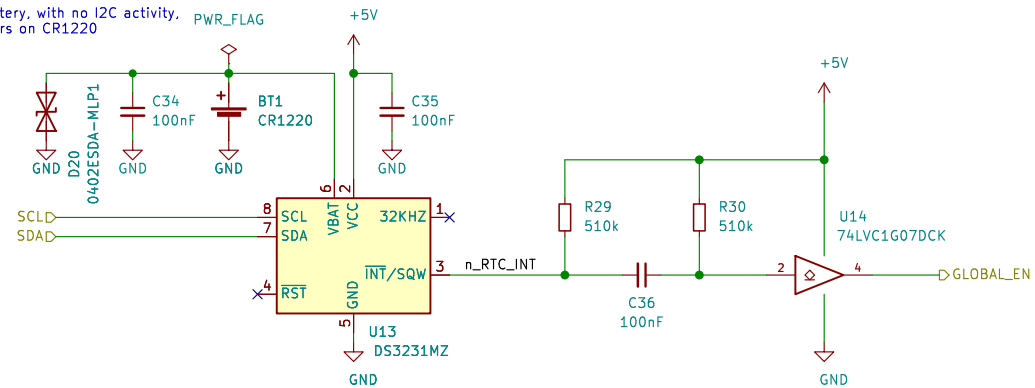 tery, with no I2C activity,
rs on CR1220
PWR_FLAG
+5V
+5V
D20
0402ESDA-MLP1
C34
100nF
BT1
CR1220
C35
100nF
GND
GND
GND
GND
SCL
SDA
8
7
4
6
2
1
3
5
SCL
SDA
RST
VBAT
VCC
32KHZ
INT/SQW
GND
U13
DS3231MZ
GND
n_RTC_INT
R29
510k
R30
510k
C36
100nF
U14
74LVC1G07DCK
2
4
GLOBAL_EN
GND